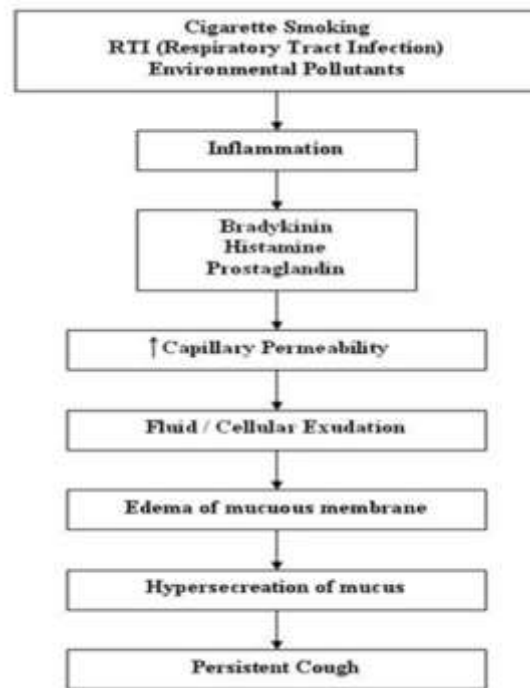 Cigarette Smoking
RTI (Respiratory Tract Infection)
Environmental Pollutants
Inflammation
Bradykinin
Histamine
Prostaglandin
↑Capillary Permeability
Fluid / Cellular Exudation
Edema of mucuous membrane
Hypersecreation of mucus
Persistent Cough